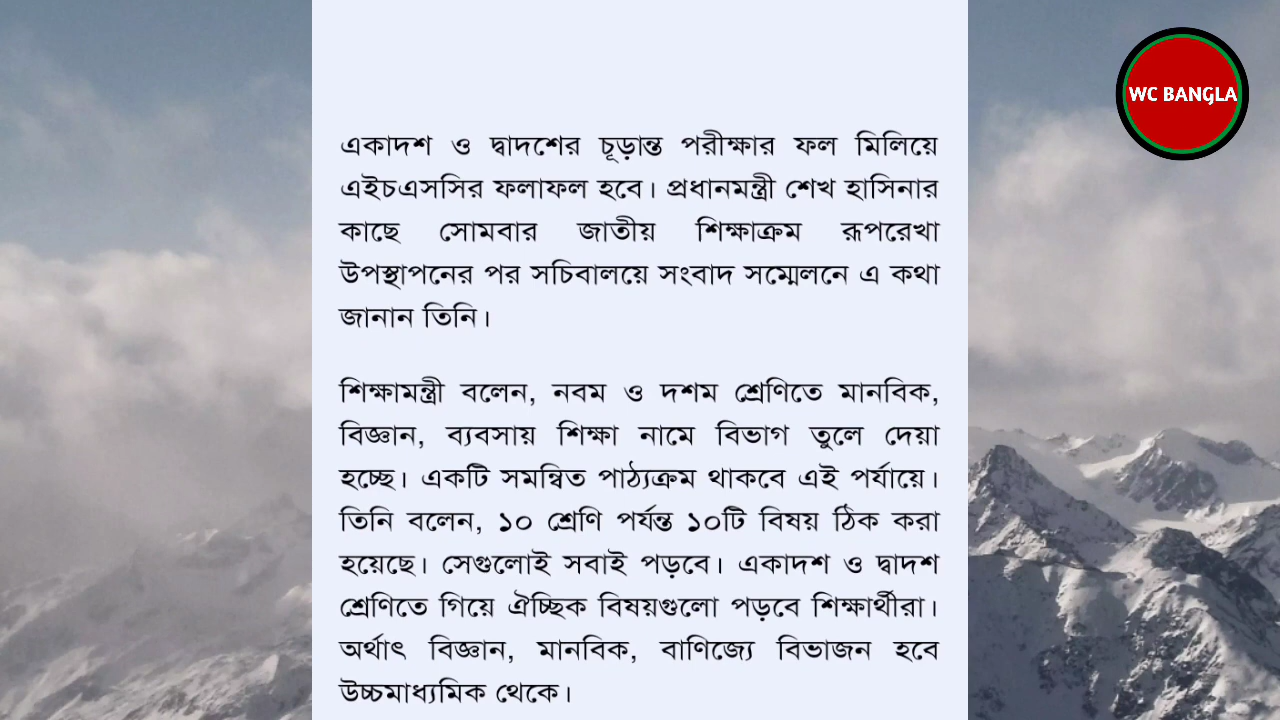 WC BANGLA
একাদশ ও দ্বাদশের চূড়ান্ত পরীক্ষার ফল মিলিয়ে
এইচএসসির ফলাফল হবে। প্রধানমন্ত্রী শেখ হাসিনার
কাছে সোমবার জাতীয় শিক্ষাক্রম রূপরেখা
উপস্থাপনের পর সচিবালয়ে সংবাদ সম্মেলনে এ কথা
জানান তিনি।
শিক্ষামন্ত্রী বলেন, নবম ও দশম শ্রেণিতে মানবিক,
বিজ্ঞান, ব্যবসায় শিক্ষা নামে বিভাগ তুলে দেয়া
হচ্ছে। একটি সমন্বিত পাঠ্যক্রম থাকবে এই পর্যায়ে।
তিনি বলেন, ১০ শ্রেণি পর্যন্ত ১০টি বিষয় ঠিক করা
হয়েছে। সেগুলোই সবাই পড়বে। একাদশ ও দ্বাদশ
শ্রেণিতে গিয়ে ঐচ্ছিক বিষয়গুলো পড়বে শিক্ষার্থীরা।
অর্থাৎ বিজ্ঞান, মানবিক, বাণিজ্যে বিভাজন হবে
উচ্চমাধ্যমিক থেকে।